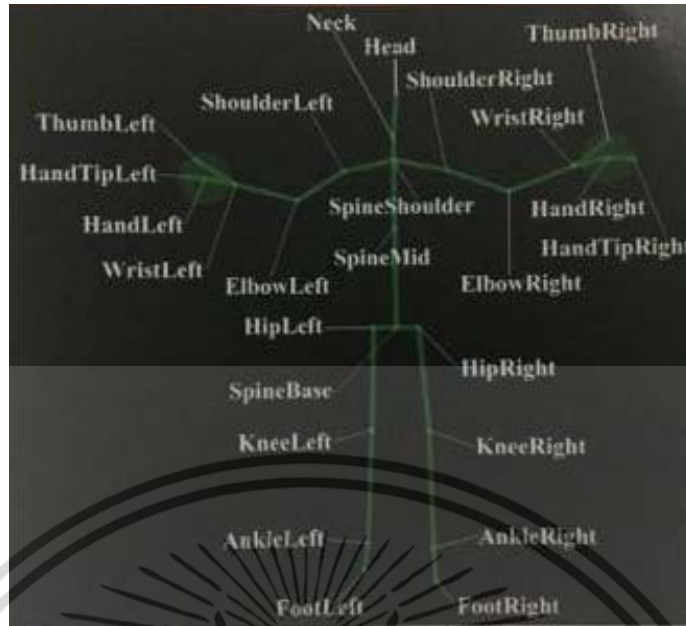 Neck
Head
ThumbRight
ShoulderRight
ShoulderLeft
WristRight
ThumbLeft
HandTipLeft
SpineShoulder
HandRight
HandLeft
HandTipRight
SpineMid
WristLeft
ElbowLeft
ElbowRight
HipLeft
HipRight
SpineBase
KneeLeft
KneeRight
AnkleLeft
AnkleRight
FootLeft
FootRight